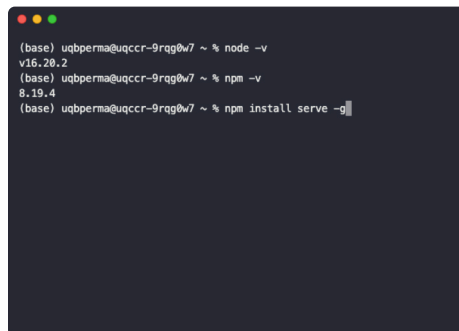 (base) uqbperma@uqccr-9rqg0w7 ~ % node -v
v16.20.2
(base) uqbperma@uqccr-9rqg0w7 ~ % npm -v
8.19.4
(base) uqbperma@uqccr-9rqg0w7 ~ % npm install serve -g